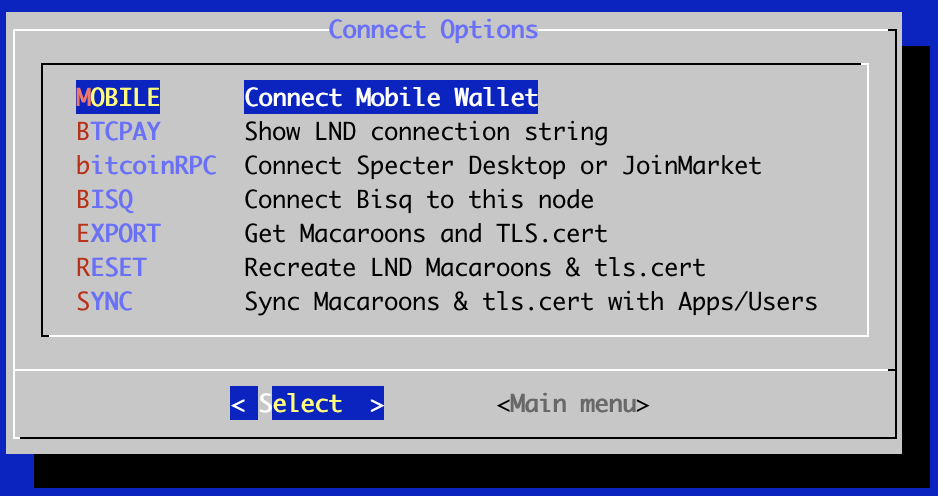 Connect Options
MOBILE Connect Mobile Wallet
BTCPAY Show LND connection string
bitcoinRPC Connect Specter Desktop or JoinMarket
BISQ Connect Bisq to this node
EXPORT Get Macaroons and TLS.cert
RESET Recreate LND Macaroons & tls.cert
SYNC Sync Macaroons & tls.cert with Apps/Users
< Select > <Main menu>